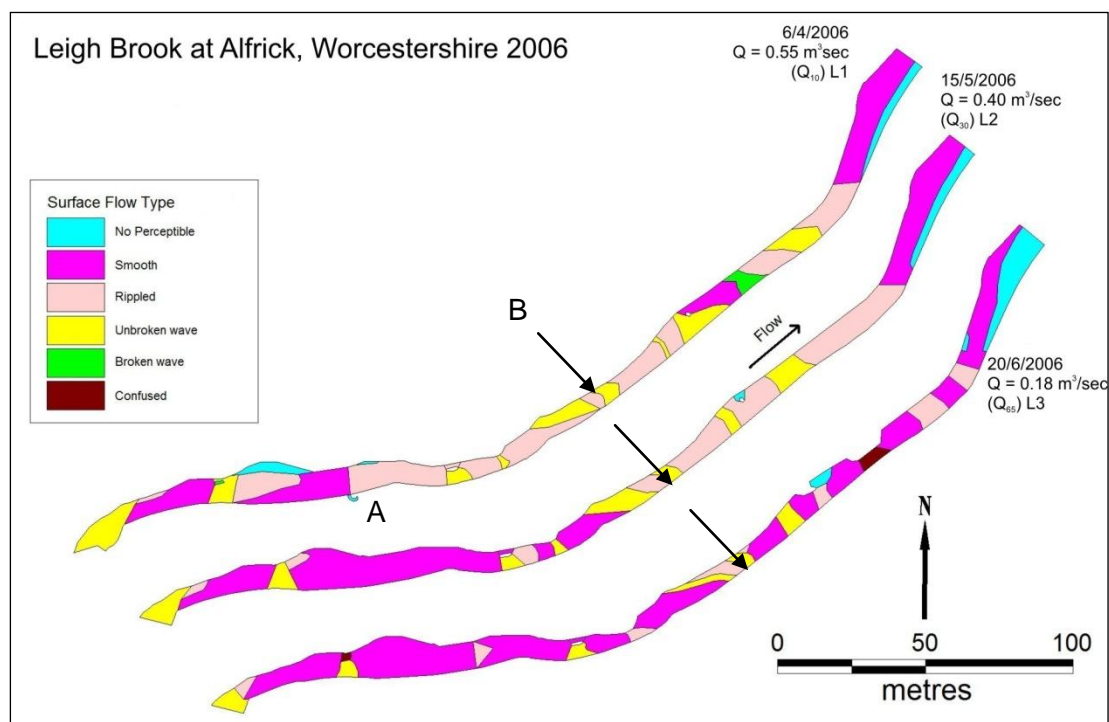 Leigh Brook at Alfrick, Worcestershire 2006
6/4/2006
Q = 0.55 m³sec
(Q₁₀) L1
15/5/2006
Q = 0.40 m³/sec
(Q₃₀) L2
Surface Flow Type
No Perceptible
Smooth
Rippled
Unbroken wave
Broken wave
Confused
B
Flow
20/6/2006
Q = 0.18 m³/sec
(Q₆₅) L3
A
N
0 50 100
metres